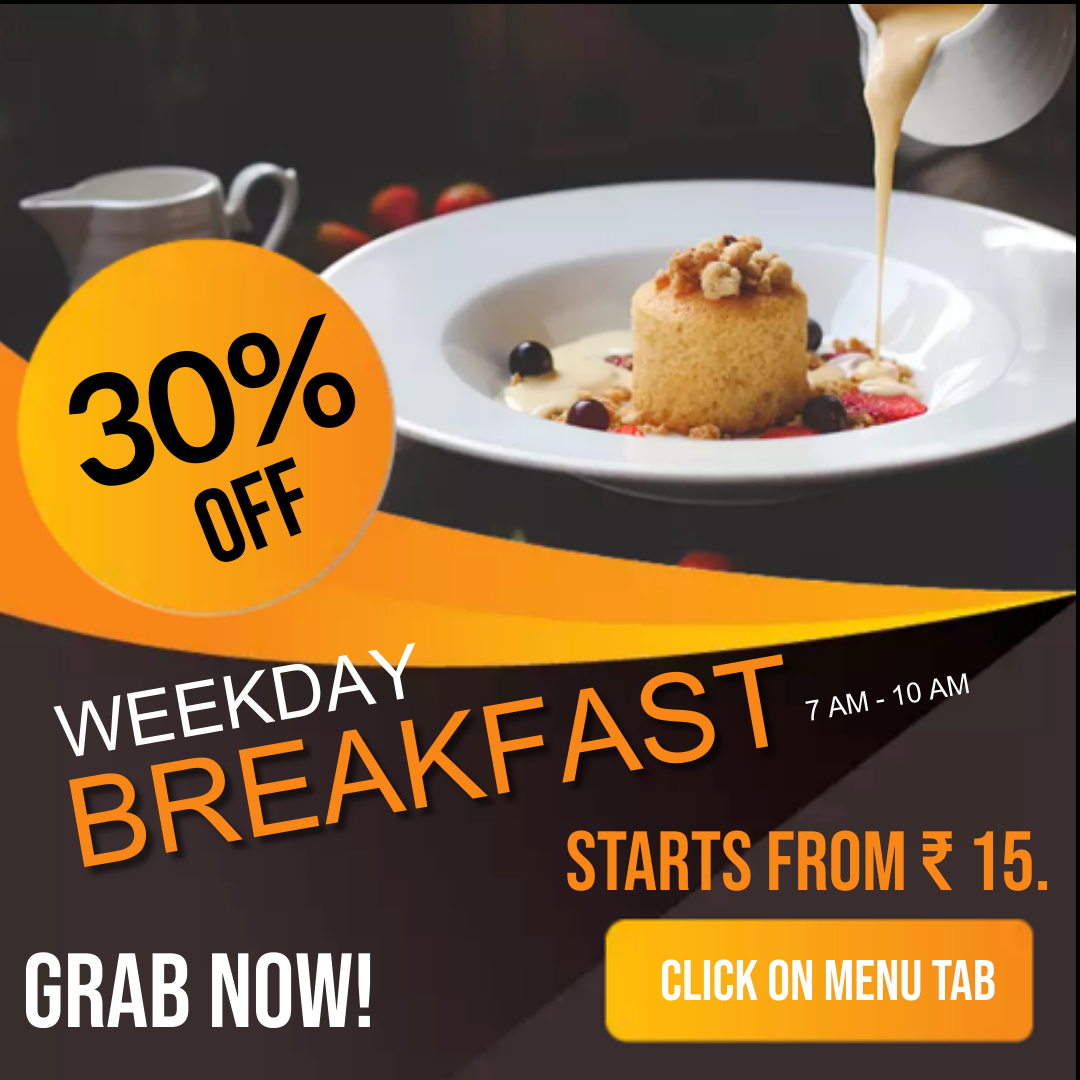 30%
OFF
WEEKDAY
BREAKFAST
7 AM - 10 AM
STARTS FROM ₹ 15.
GRAB NOW!
CLICK ON MENU TAB